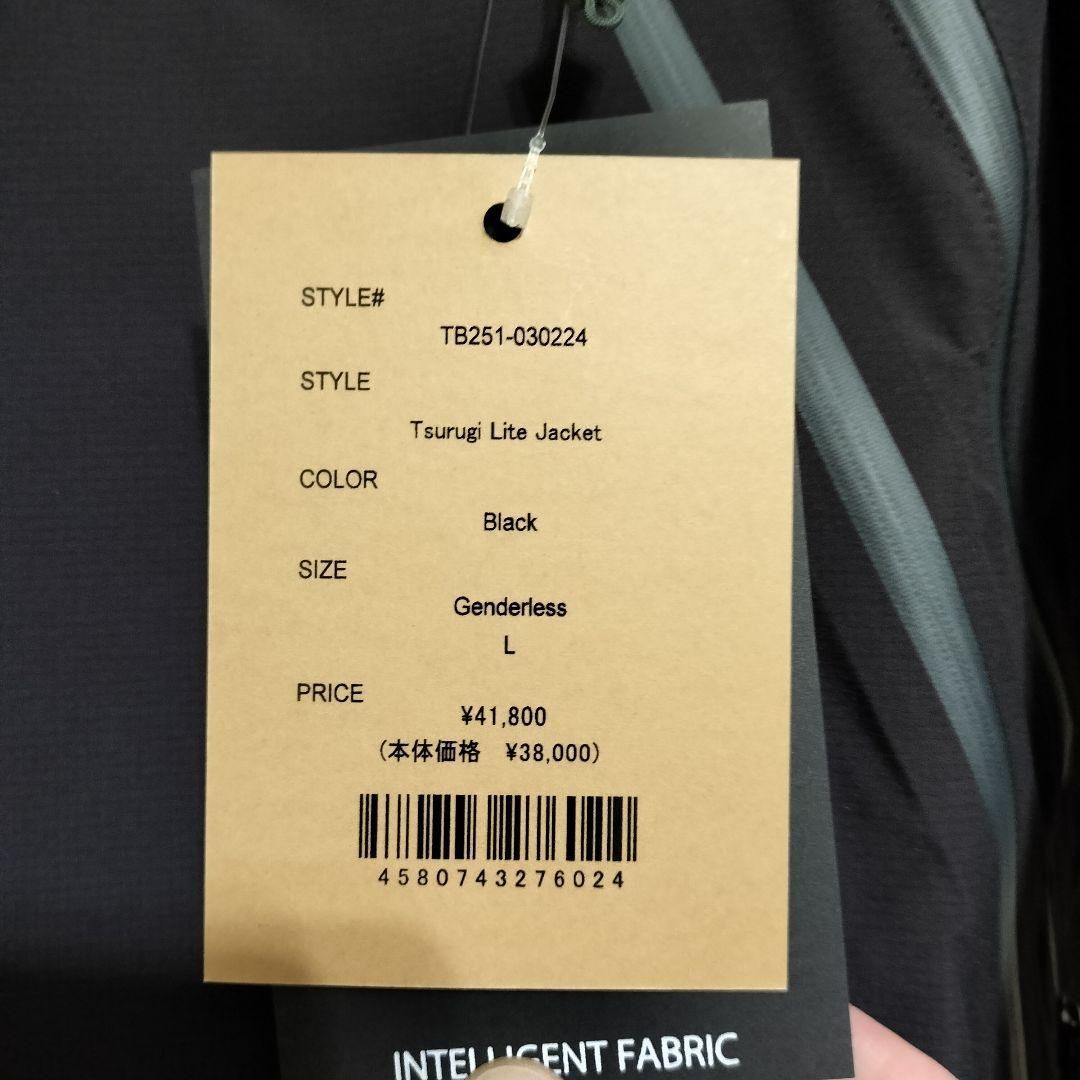 STYLE#
TB251-030224
STYLE
Tsurugi Lite Jacket
COLOR
Black
SIZE
Genderless
L
PRICE
¥41,800
(本体価格　¥38,000)
4580743276024
INTELLIGENT FABRIC